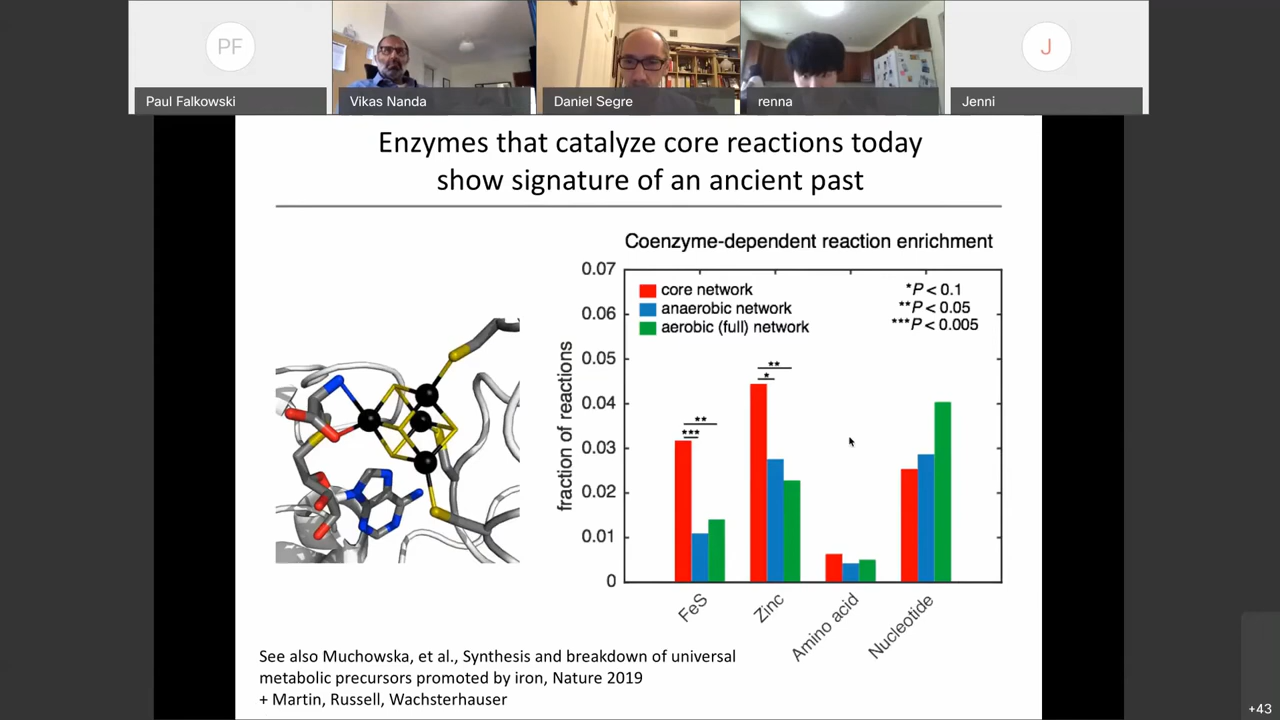 PF
J
Paul Falkowski
Vikas Nanda
Daniel Segre
renna
Jenni
Enzymes that catalyze core reactions today
show signature of an ancient past
Coenzyme-dependent reaction enrichment
0.07
0.06
0.05
0.04
0.03
0.02
0.01
0
fraction of reactions
core network
anaerobic network
aerobic (full) network
*P < 0.1
**P < 0.05
***P < 0.005
***
**
*
**
FeS
Zinc
Amino acid
Nucleotide
See also Muchowska, et al., Synthesis and breakdown of universal
metabolic precursors promoted by iron, Nature 2019
+ Martin, Russell, Wachsterhauser
+43